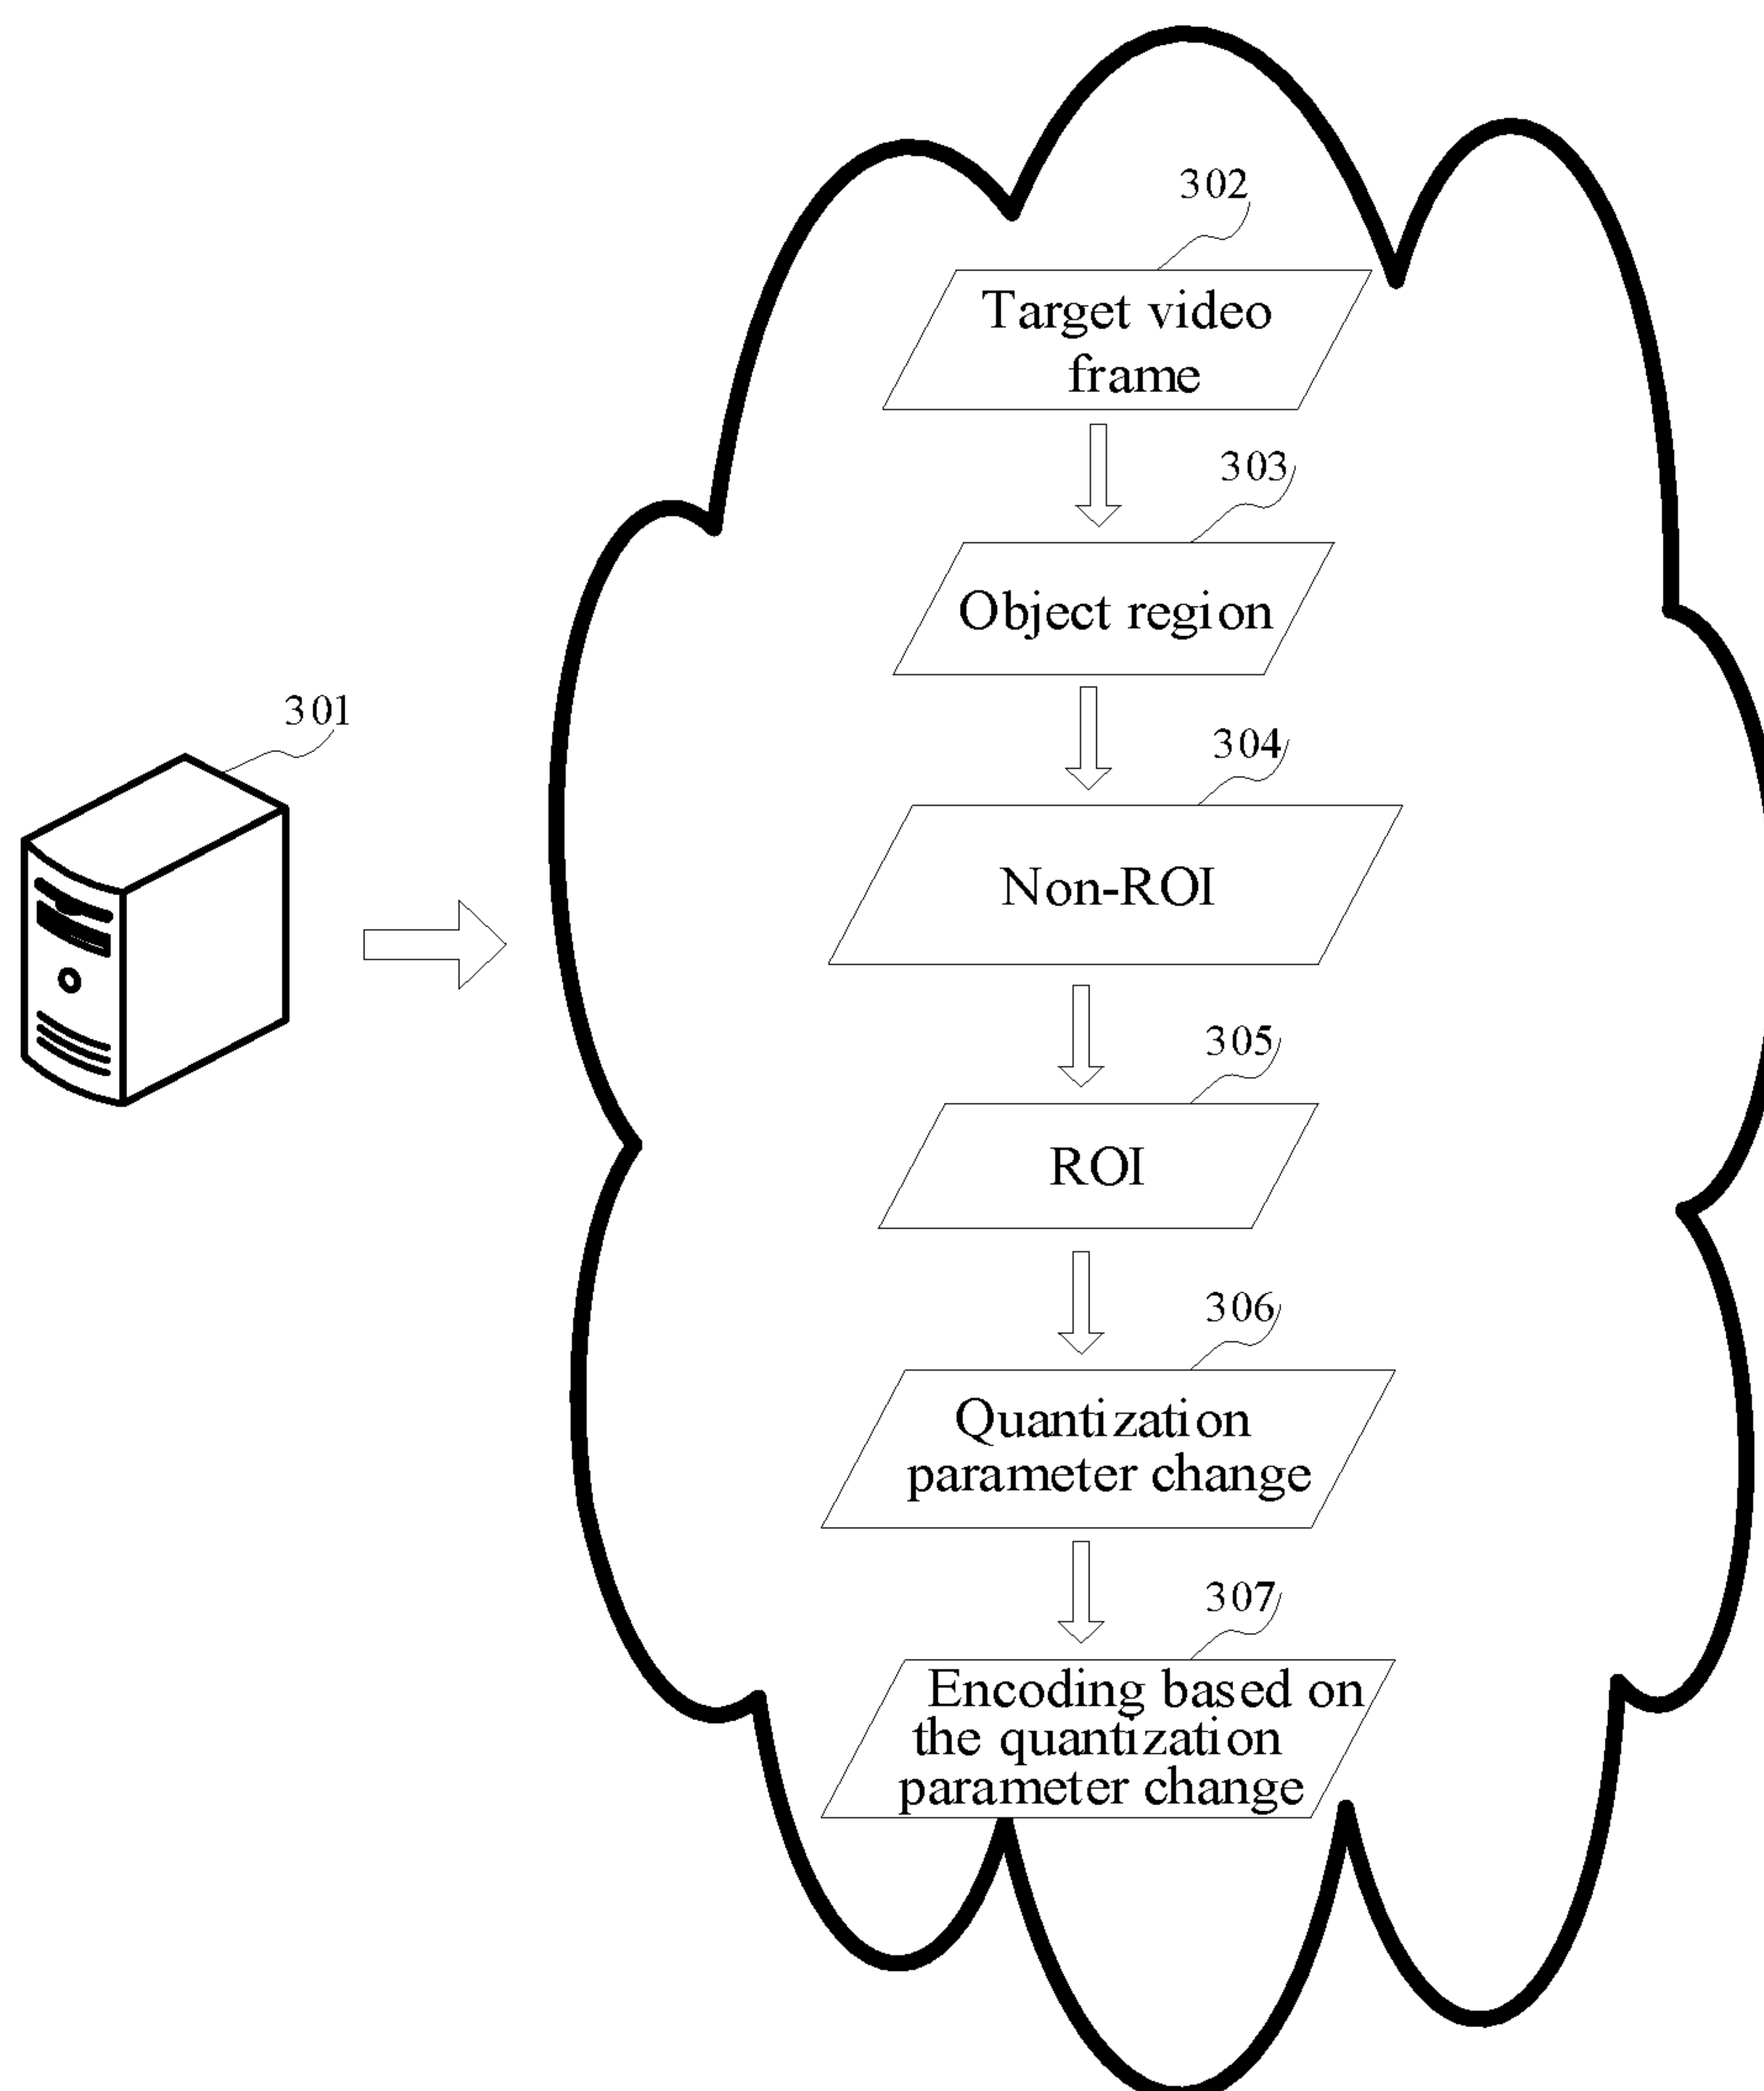 302
Target video
frame
303
Object region
301
304
Non-ROI
305
ROI
306
Quantization
parameter change
307
Encoding based on
the quantization
parameter change